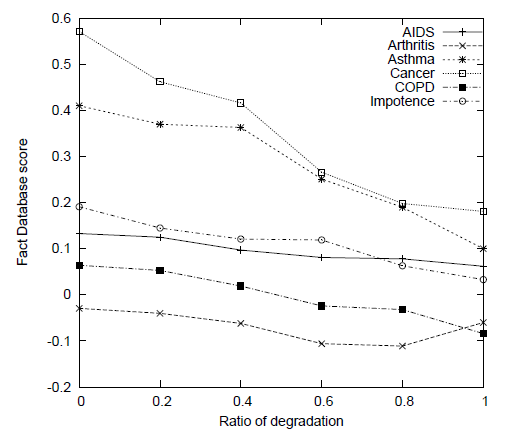 0.6
0.5
0.4
0.3
0.2
0.1
0
-0.1
-0.2
Fact Database score
AIDS
Arthritis
Asthma
Cancer
COPD
Impotence
0 0.2 0.4 0.6 0.8 1
Ratio of degradation